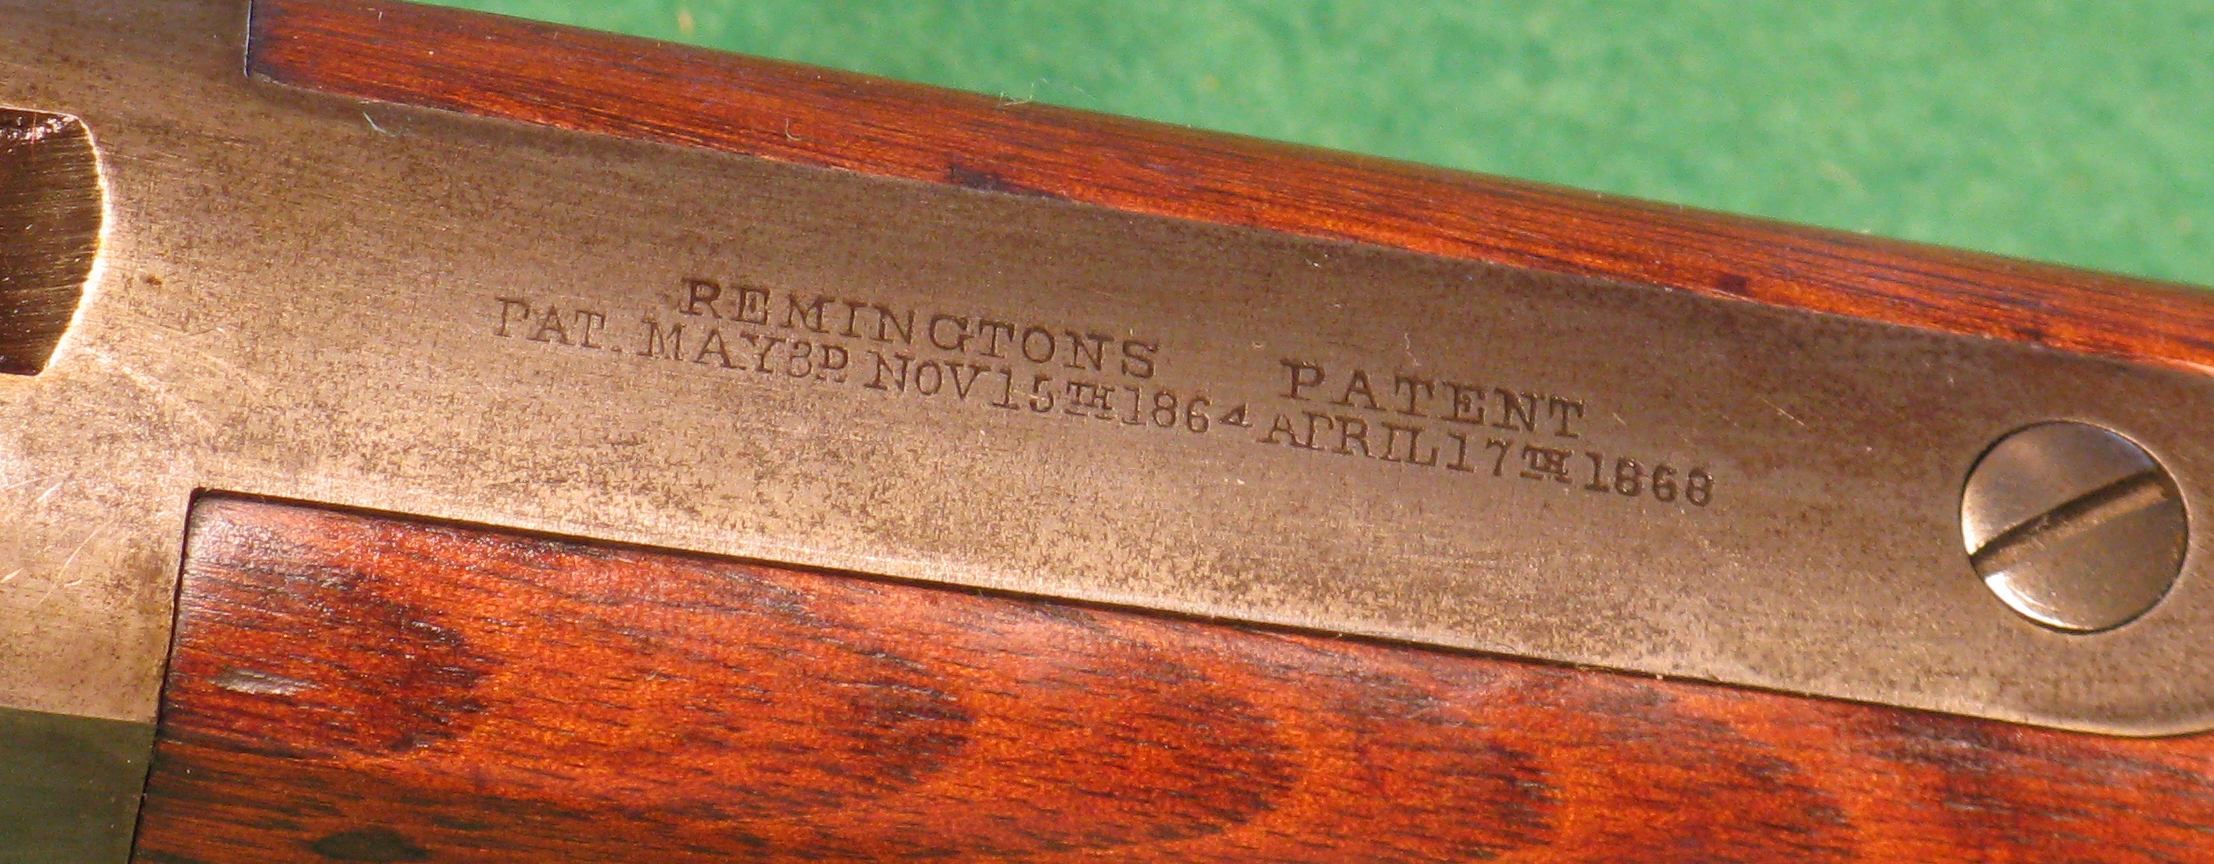 REMINGTONS PATENT
PAT. MAY 3D NOV 15TH 1864 APRIL 17TH 1868